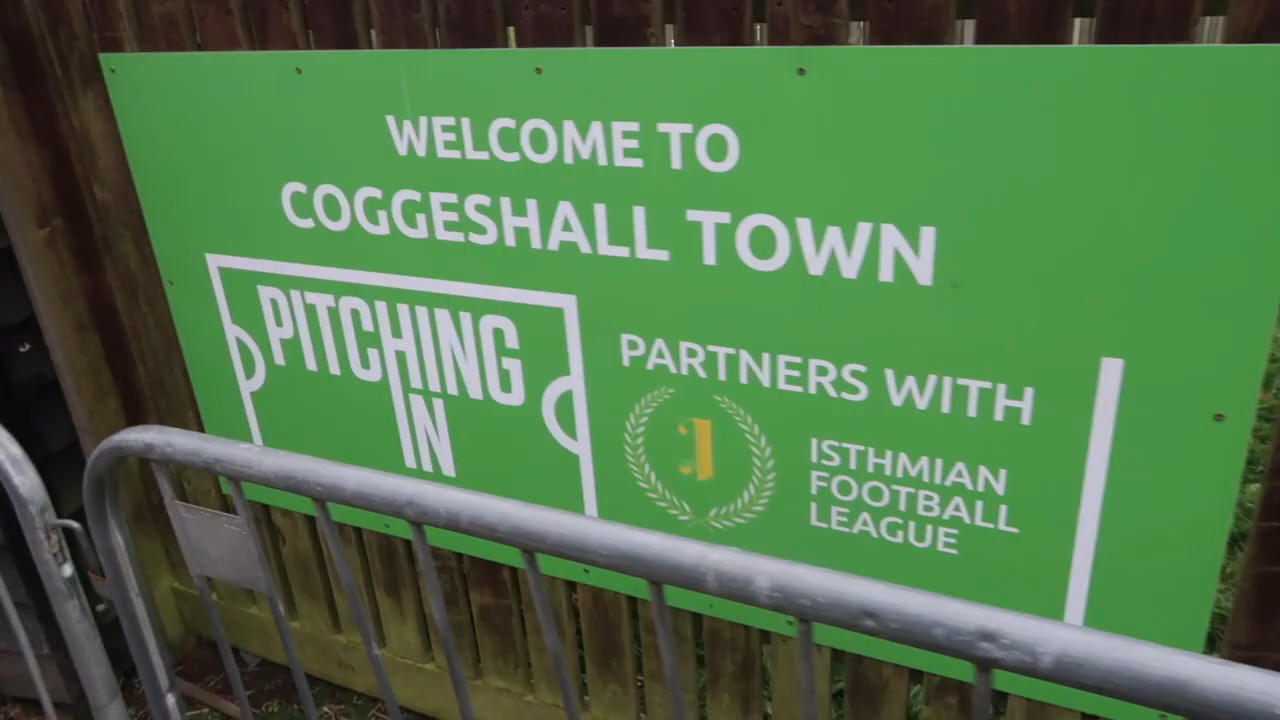 WELCOME TO
COGGESHALL TOWN
PITCHING
IN
PARTNERS WITH
ISTHMIAN
FOOTBALL
LEAGUE